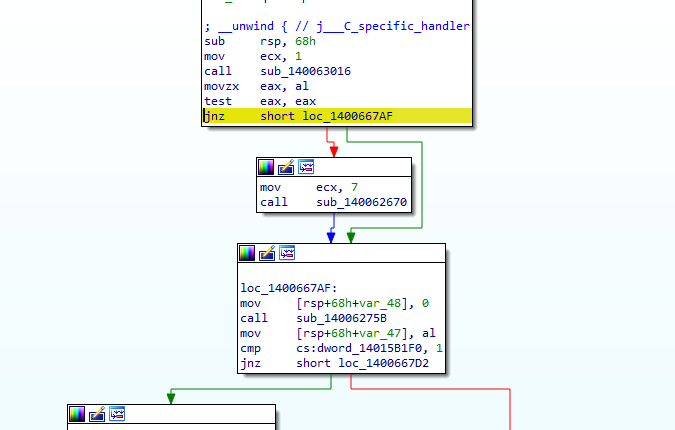 ; __unwind { // j___C_specific_handler
sub rsp, 68h
mov ecx, 1
call sub_140063016
movzx eax, al
test eax, eax
jnz short loc_1400667AF
mov ecx, 7
call sub_140062670
loc_1400667AF:
mov [rsp+68h+var_48], 0
call sub_14006275B
mov [rsp+68h+var_47], al
cmp cs:dword_14015B1F0, 1
jnz short loc_1400667D2